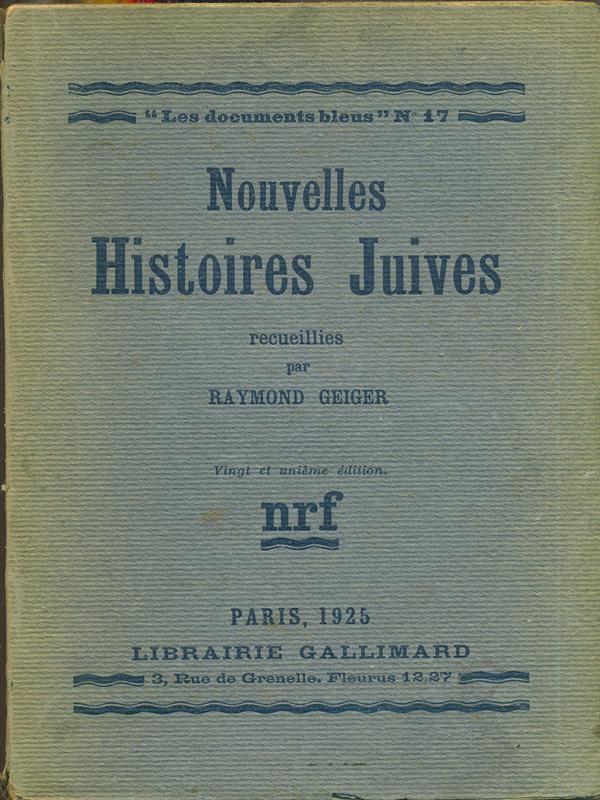 “Les documents bleus” N° 17
Nouvelles
Histoires Juives
recueillies
par
RAYMOND GEIGER
Vingt et unième édition.
nrf
PARIS, 1925
LIBRAIRIE GALLIMARD
3, Rue de Grenelle. Fleurus 12.27